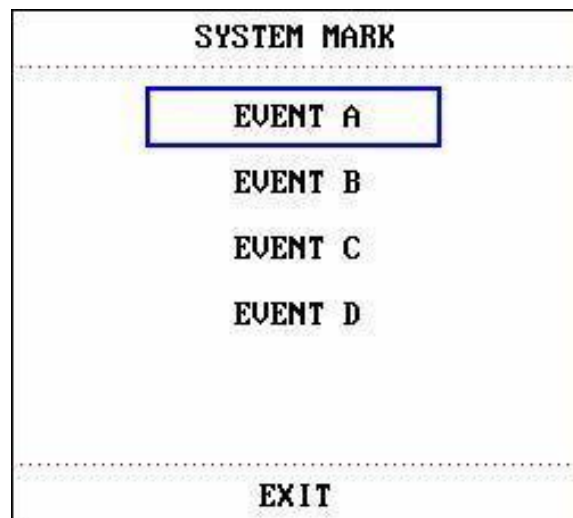 SYSTEM MARK
EVENT A
EVENT B
EVENT C
EVENT D
EXIT